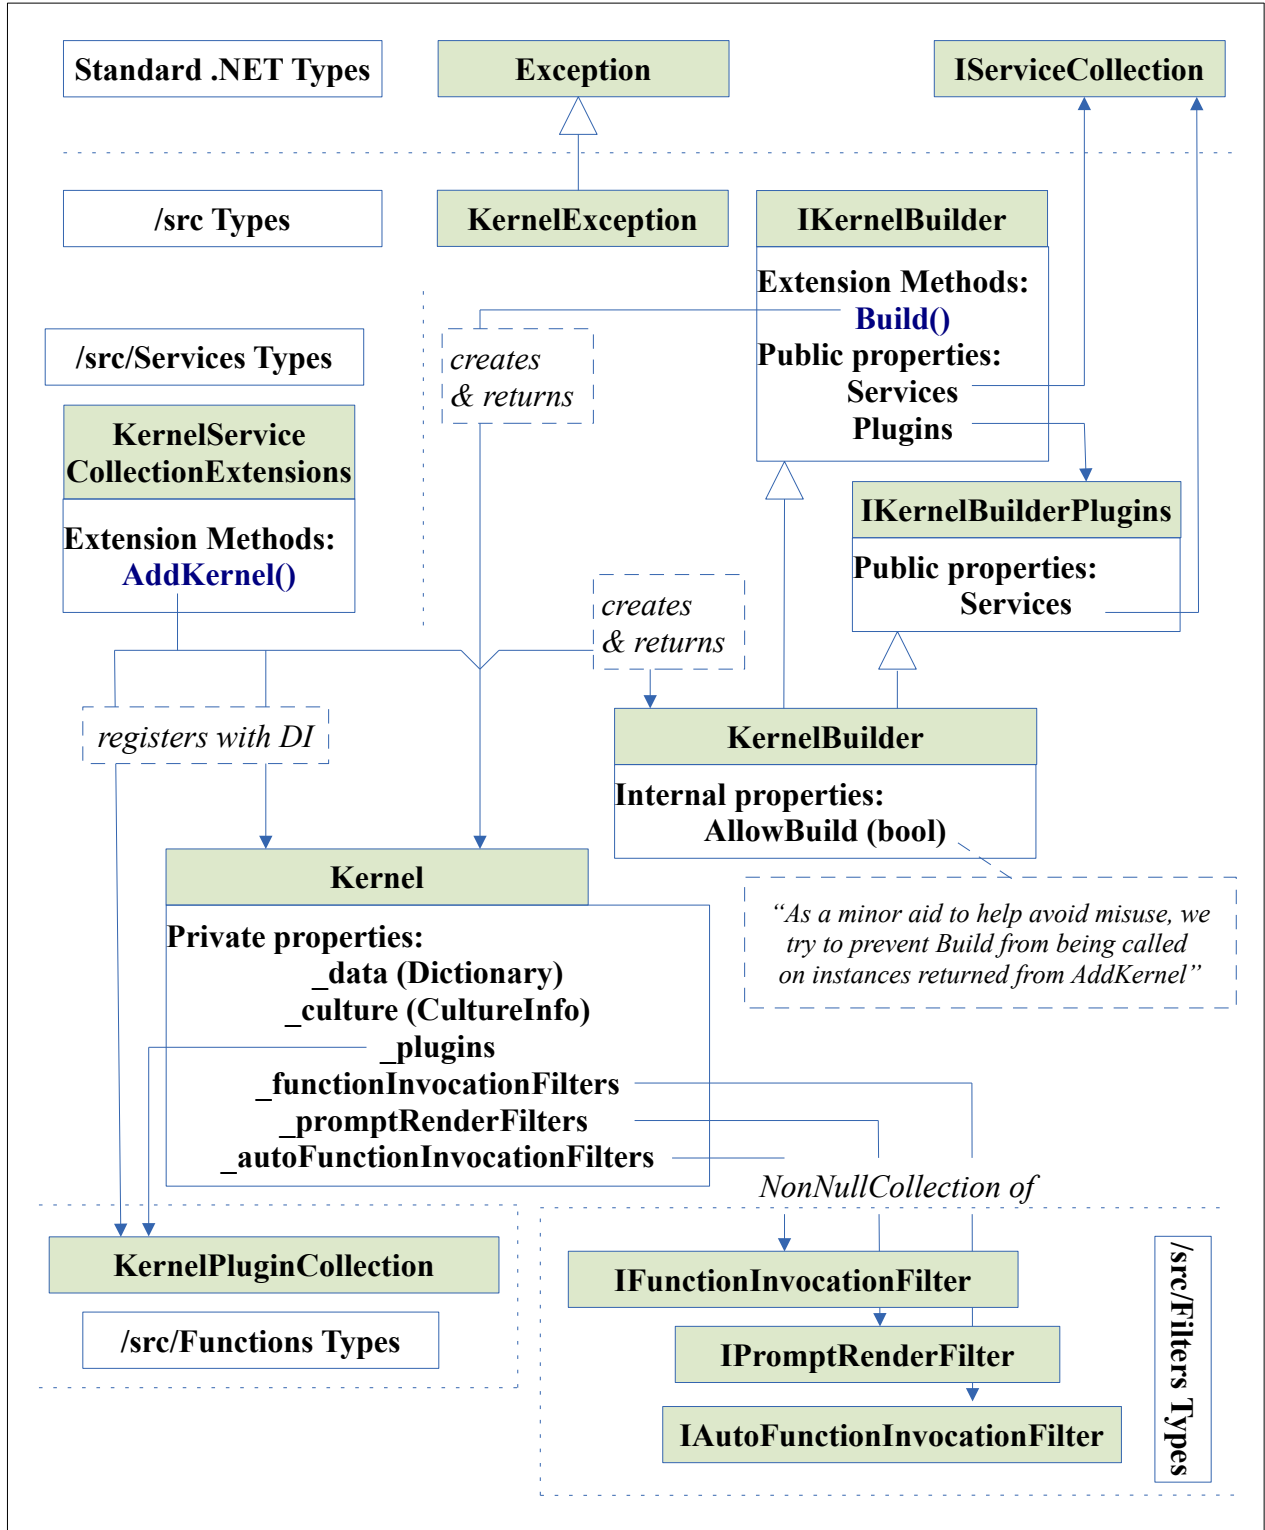 Standard .NET Types
Exception
IServiceCollection
/src Types
KernelException
IKernelBuilder
Extension Methods:
Build()
Public properties:
Services
Plugins
/src/Services Types
creates
& returns
KernelService
CollectionExtensions
Extension Methods:
AddKernel()
IKernelBuilderPlugins
Public properties:
Services
creates
& returns
registers with DI
KernelBuilder
Internal properties:
AllowBuild (bool)
Kernel
Private properties:
_data (Dictionary)
_culture (CultureInfo)
_plugins
_functionInvocationFilters
_promptRenderFilters
_autoFunctionInvocationFilters
“As a minor aid to help avoid misuse, we
try to prevent Build from being called
on instances returned from AddKernel”
NonNullCollection of
KernelPluginCollection
/src/Functions Types
IFunctionInvocationFilter
IPromptRenderFilter
IAutoFunctionInvocationFilter
/src/Filters Types